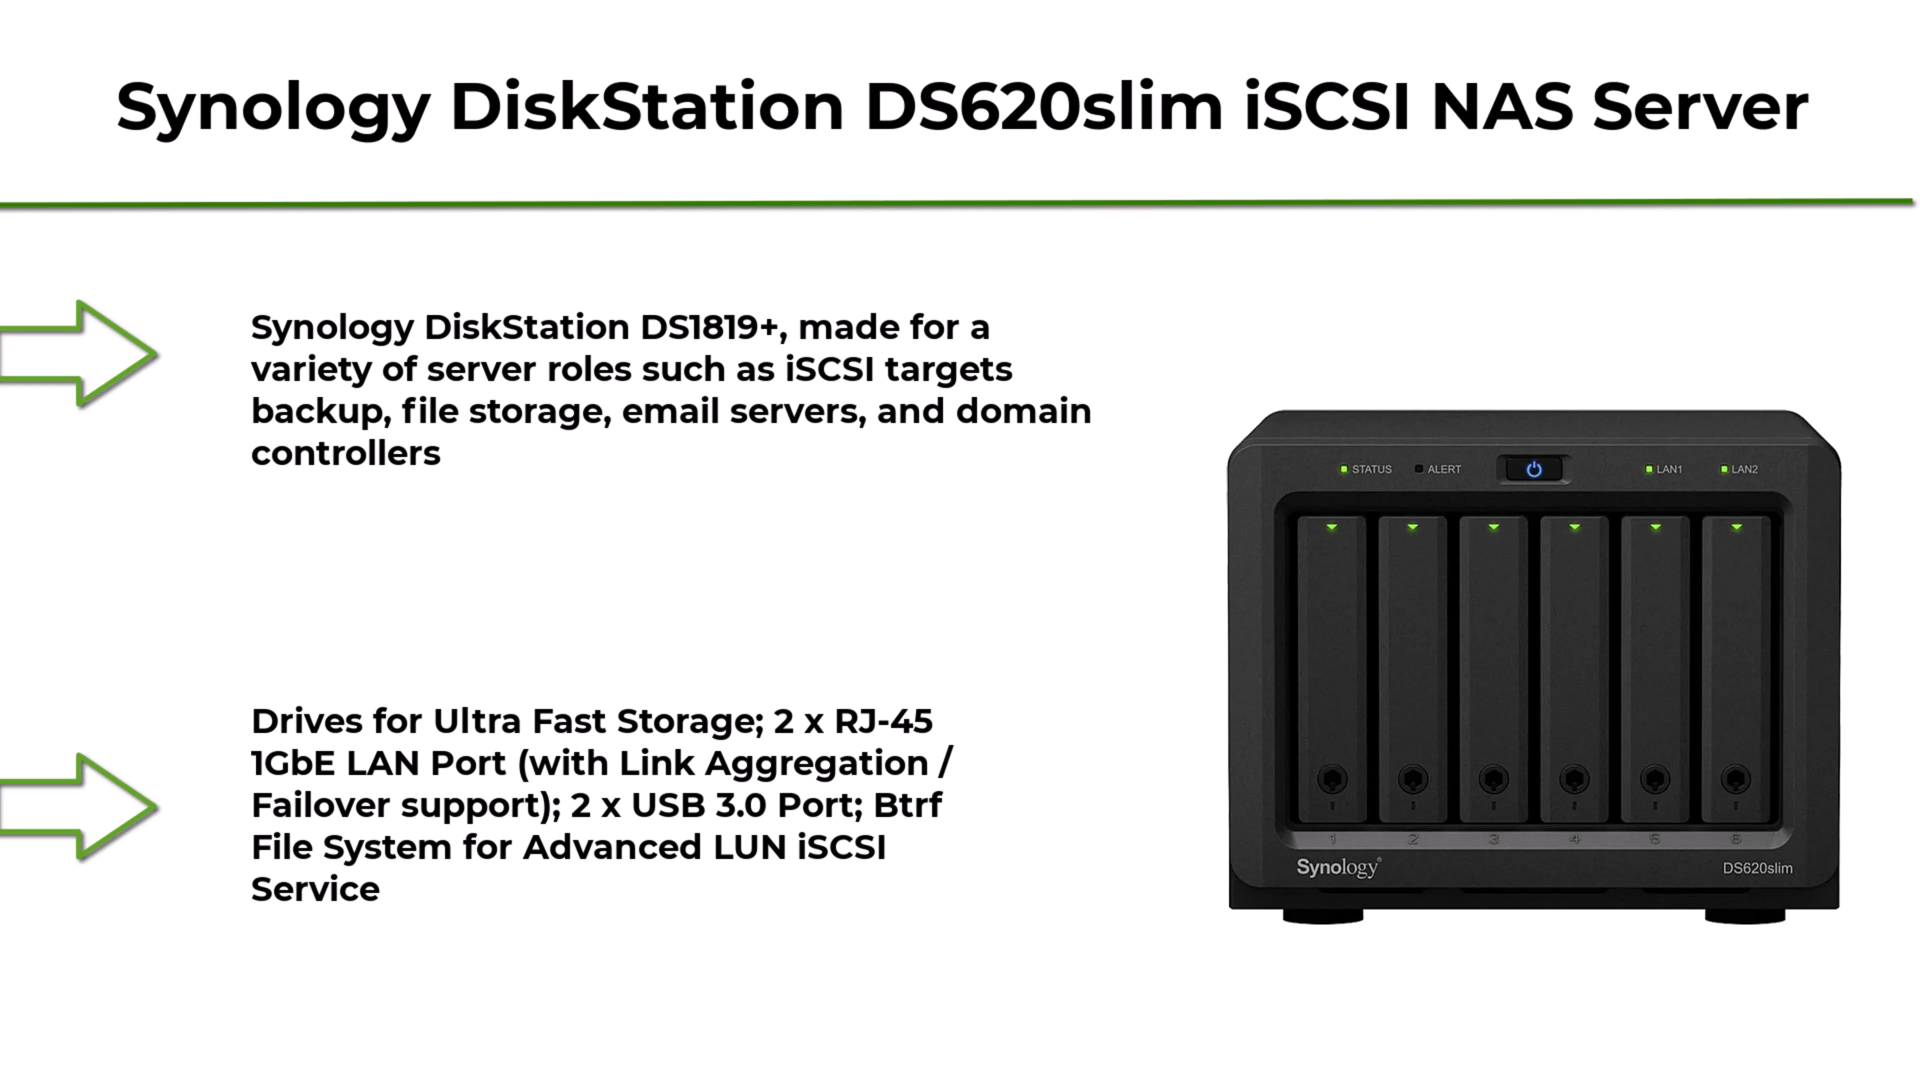 Synology DiskStation DS620slim iSCSI NAS Server
Synology DiskStation DS1819+, made for a
variety of server roles such as iSCSI targets
backup, file storage, email servers, and domain
controllers
STATUS ALERT LAN1 LAN2
Drives for Ultra Fast Storage; 2 x RJ-45
1GbE LAN Port (with Link Aggregation /
Failover support); 2 x USB 3.0 Port; Btrf
File System for Advanced LUN iSCSI
Service
1 2 3 4 5 6
Synology® DS620slim